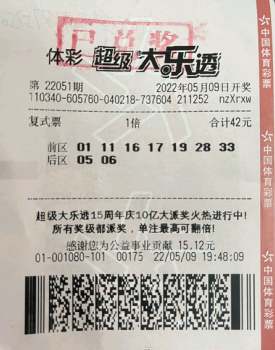 已兑奖
体彩 超级大乐透
第 22051期 2022年05月09日开奖
110340-605760-040218-737604 211252 nzXrxw
复式票 1倍 合计42元
前区 01 11 16 17 19 28 33
后区 05 06
超级大乐透15周年庆10亿大派奖火热进行中!
所有奖级都派奖，单注最高可翻倍!
感谢您为公益事业贡献 15.12元
01-001080-101 00175 22/05/09 19:48:09
中国体育彩票
中国体育彩票